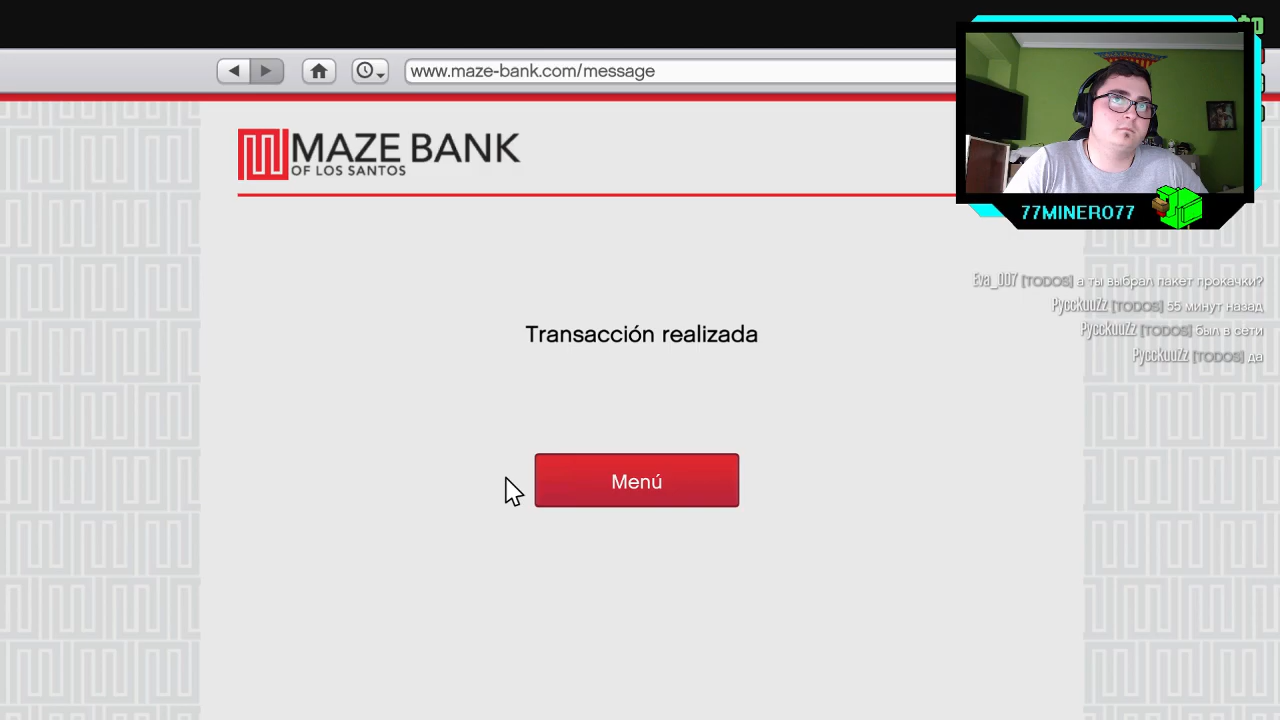 www.maze-bank.com/message
MAZE BANK
OF LOS SANTOS
77MINERO77
Eva_007 [TODOS] а ты выбрал пакет прокачки?
PycckuuZz [TODOS] 55 минут назад
PycckuuZz [TODOS] был в сети
PycckuuZz [TODOS] да
Transacción realizada
Menú